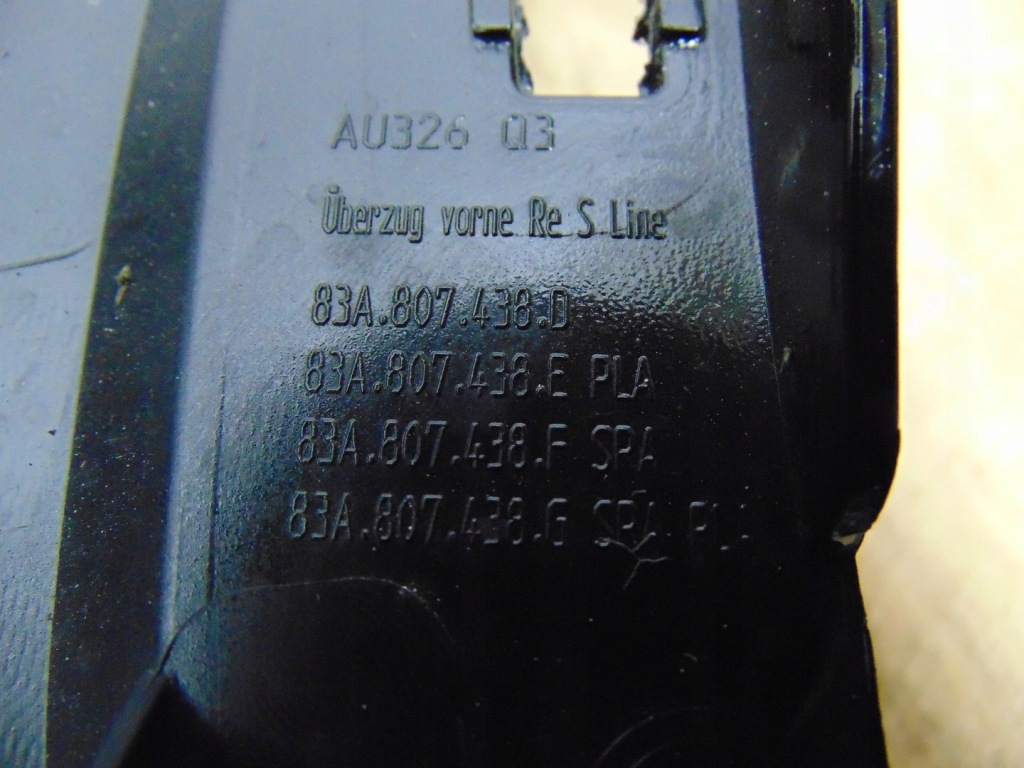 AU326 Q3
Überzug vorne Re S-Line
83A.807.438.D
83A.807.438.E PLA
83A.807.438.F SPA
83A.807.438.G SPA PLA